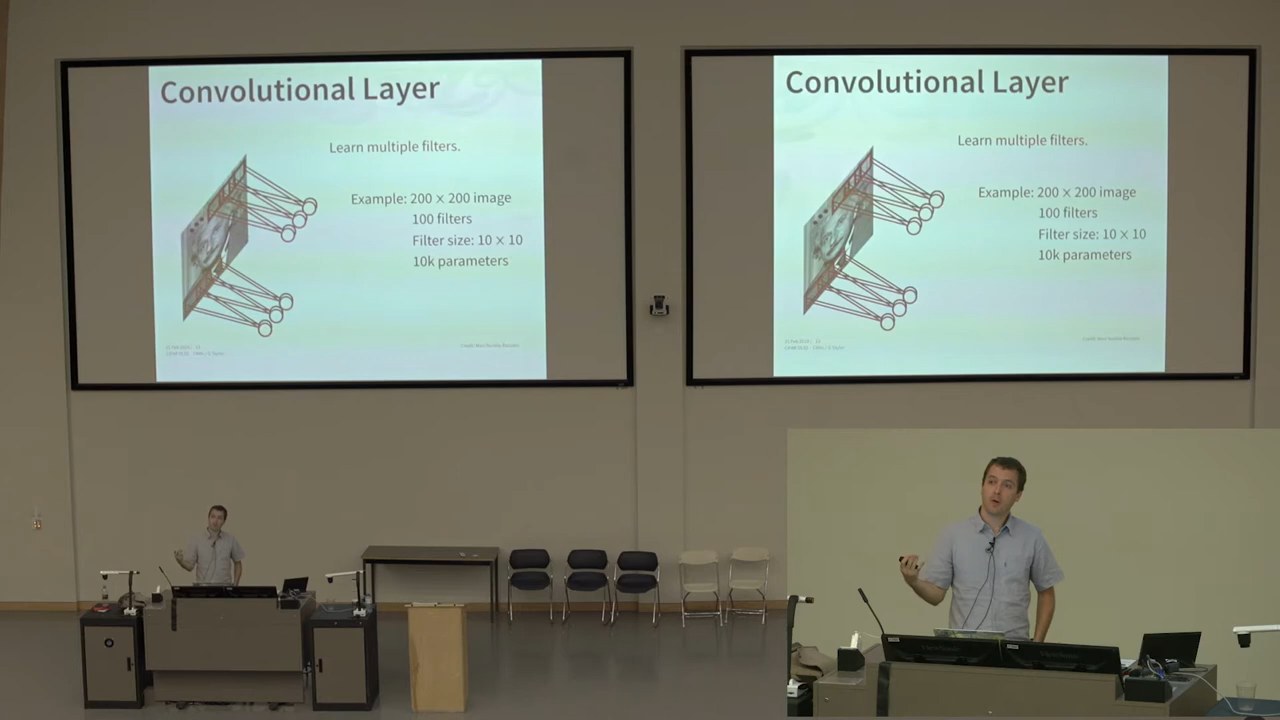 Convolutional Layer
Learn multiple filters.
Example: 200 × 200 image
100 filters
Filter size: 10 × 10
10k parameters
Convolutional Layer
Learn multiple filters.
Example: 200 × 200 image
100 filters
Filter size: 10 × 10
10k parameters